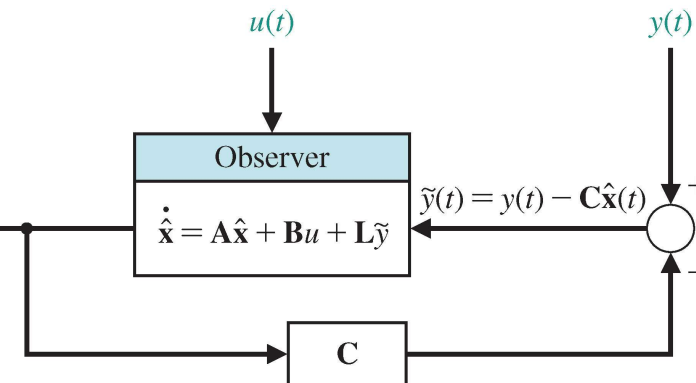 u(t)
y(t)
Observer
ỹ(t) = y(t) − Cx̂(t)
x̂̇ = Ax̂ + Bu + Lỹ
C